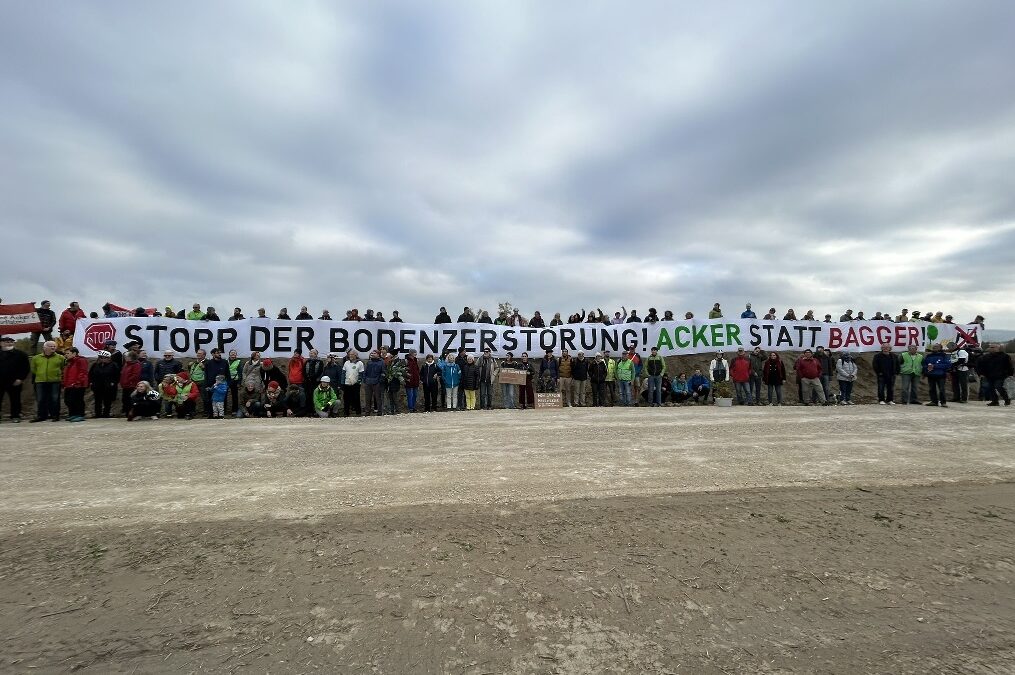 STOP
STOPP DER BODENZERSTÖRUNG! ACKER STATT BAGGER!